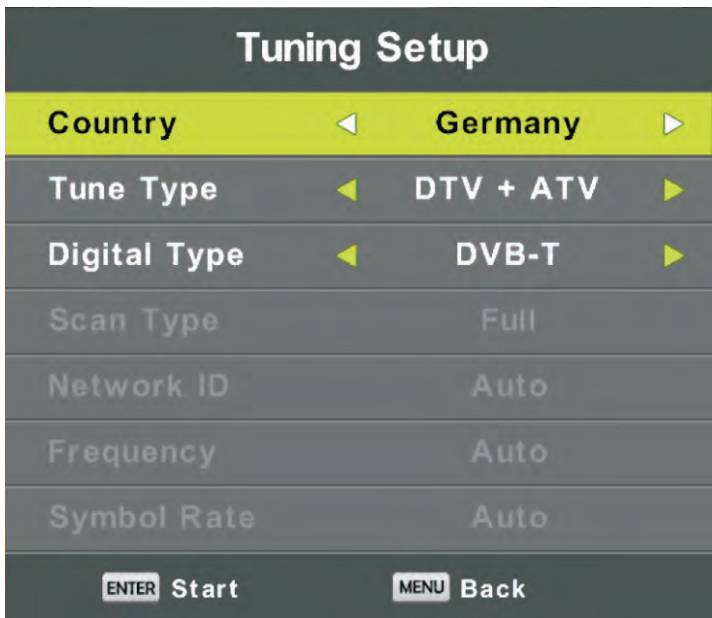 Tuning Setup
Country Germany
Tune Type DTV + ATV
Digital Type DVB-T
Scan Type Full
Network ID Auto
Frequency Auto
Symbol Rate Auto
ENTER Start MENU Back